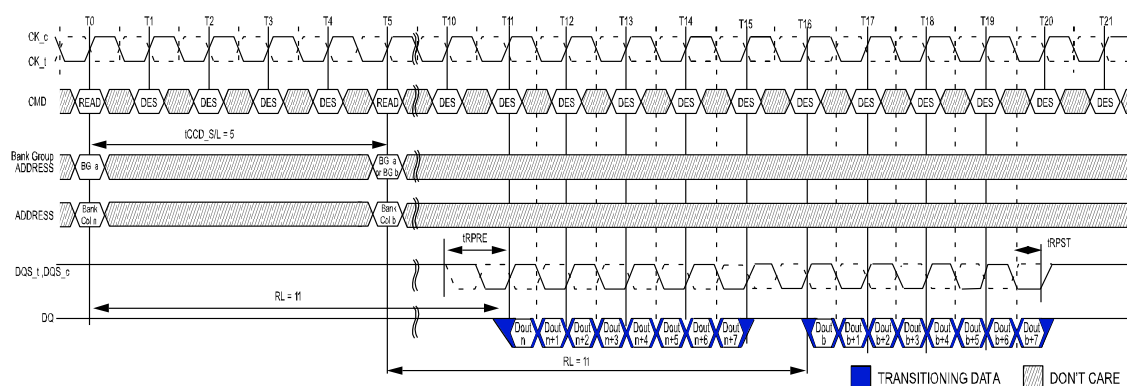 T0 T1 T2 T3 T4 T5 T10 T11 T12 T13 T14 T15 T16 T17 T18 T19 T20 T21
CK_c
CK_t
CMD READ DES DES DES DES READ DES DES DES DES DES DES DES DES DES DES DES DES
tCCD_S/L = 5
Bank Group
ADDRESS
BG a
BG a
or BG b
ADDRESS
Bank
Col n
Bank
Col b
tRPRE
tRPST
DQS_t ,DQS_c
RL = 11
DQ
Dout
n
Dout
n+1
Dout
n+2
Dout
n+3
Dout
n+4
Dout
n+5
Dout
n+6
Dout
n+7
Dout
b
Dout
b+1
Dout
b+2
Dout
b+3
Dout
b+4
Dout
b+5
Dout
b+6
Dout
b+7
RL = 11
TRANSITIONING DATA
DON'T CARE